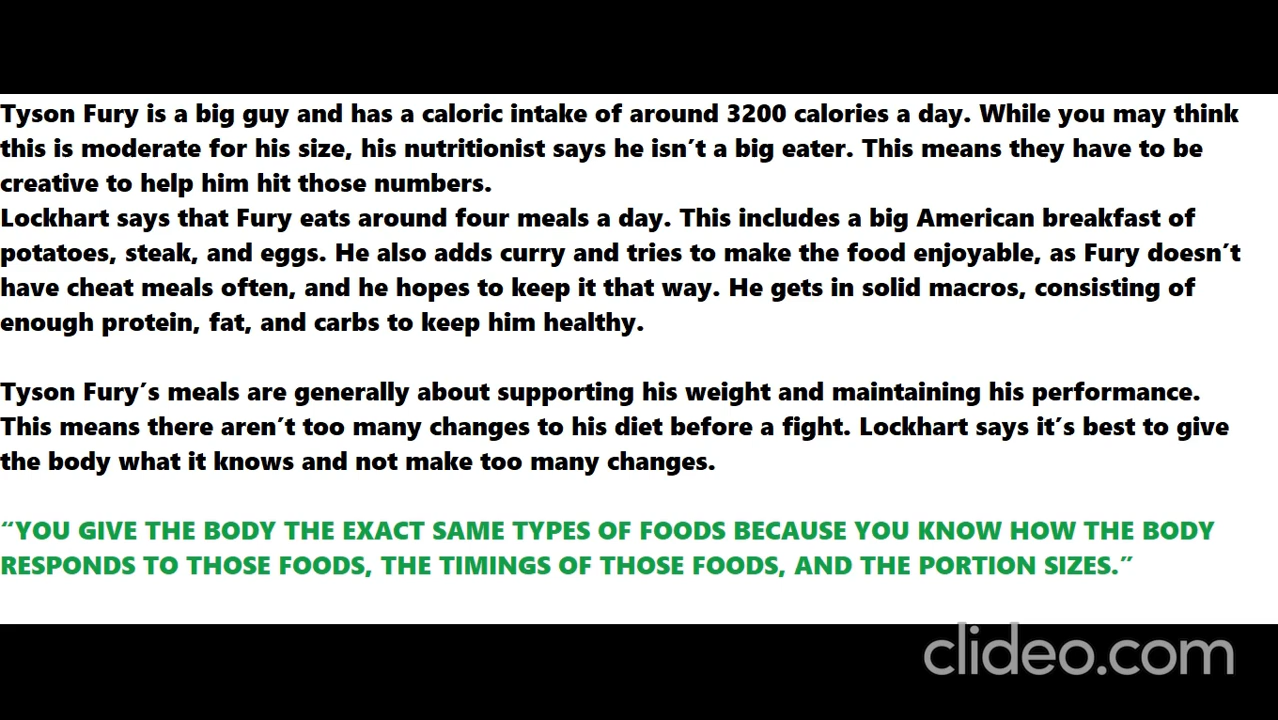 Tyson Fury is a big guy and has a caloric intake of around 3200 calories a day. While you may think
this is moderate for his size, his nutritionist says he isn’t a big eater. This means they have to be
creative to help him hit those numbers.
Lockhart says that Fury eats around four meals a day. This includes a big American breakfast of
potatoes, steak, and eggs. He also adds curry and tries to make the food enjoyable, as Fury doesn’t
have cheat meals often, and he hopes to keep it that way. He gets in solid macros, consisting of
enough protein, fat, and carbs to keep him healthy.
Tyson Fury’s meals are generally about supporting his weight and maintaining his performance.
This means there aren’t too many changes to his diet before a fight. Lockhart says it’s best to give
the body what it knows and not make too many changes.
“YOU GIVE THE BODY THE EXACT SAME TYPES OF FOODS BECAUSE YOU KNOW HOW THE BODY
RESPONDS TO THOSE FOODS, THE TIMINGS OF THOSE FOODS, AND THE PORTION SIZES.”
clideo.com